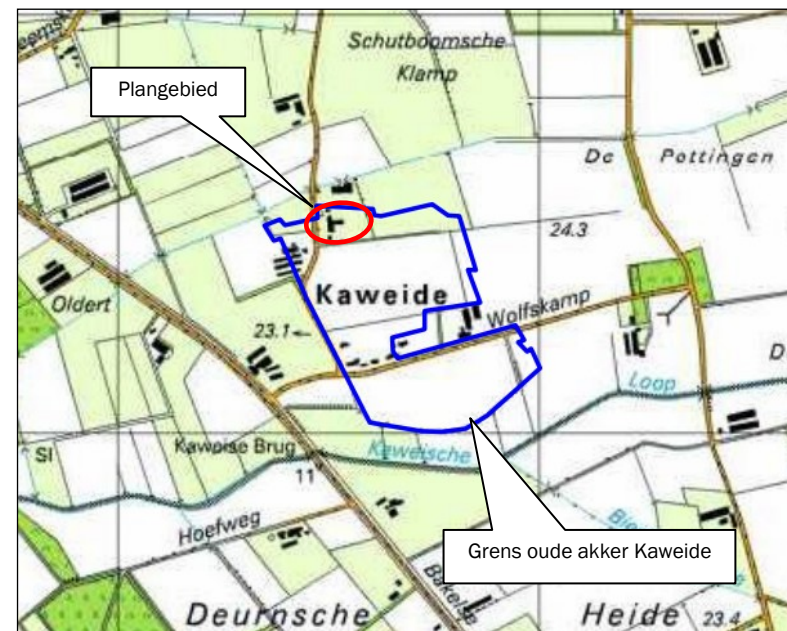 Schutboomsche
Klamp
Plangebied
De Pottingen
24.3
Oldert
Kaweide
Wolfskamp
23.1
Loop
D
Sl
Kaweise Brug
Kaweische
11
Hoefweg
Grens oude akker Kaweide
Deurnsche
Heide
23.4